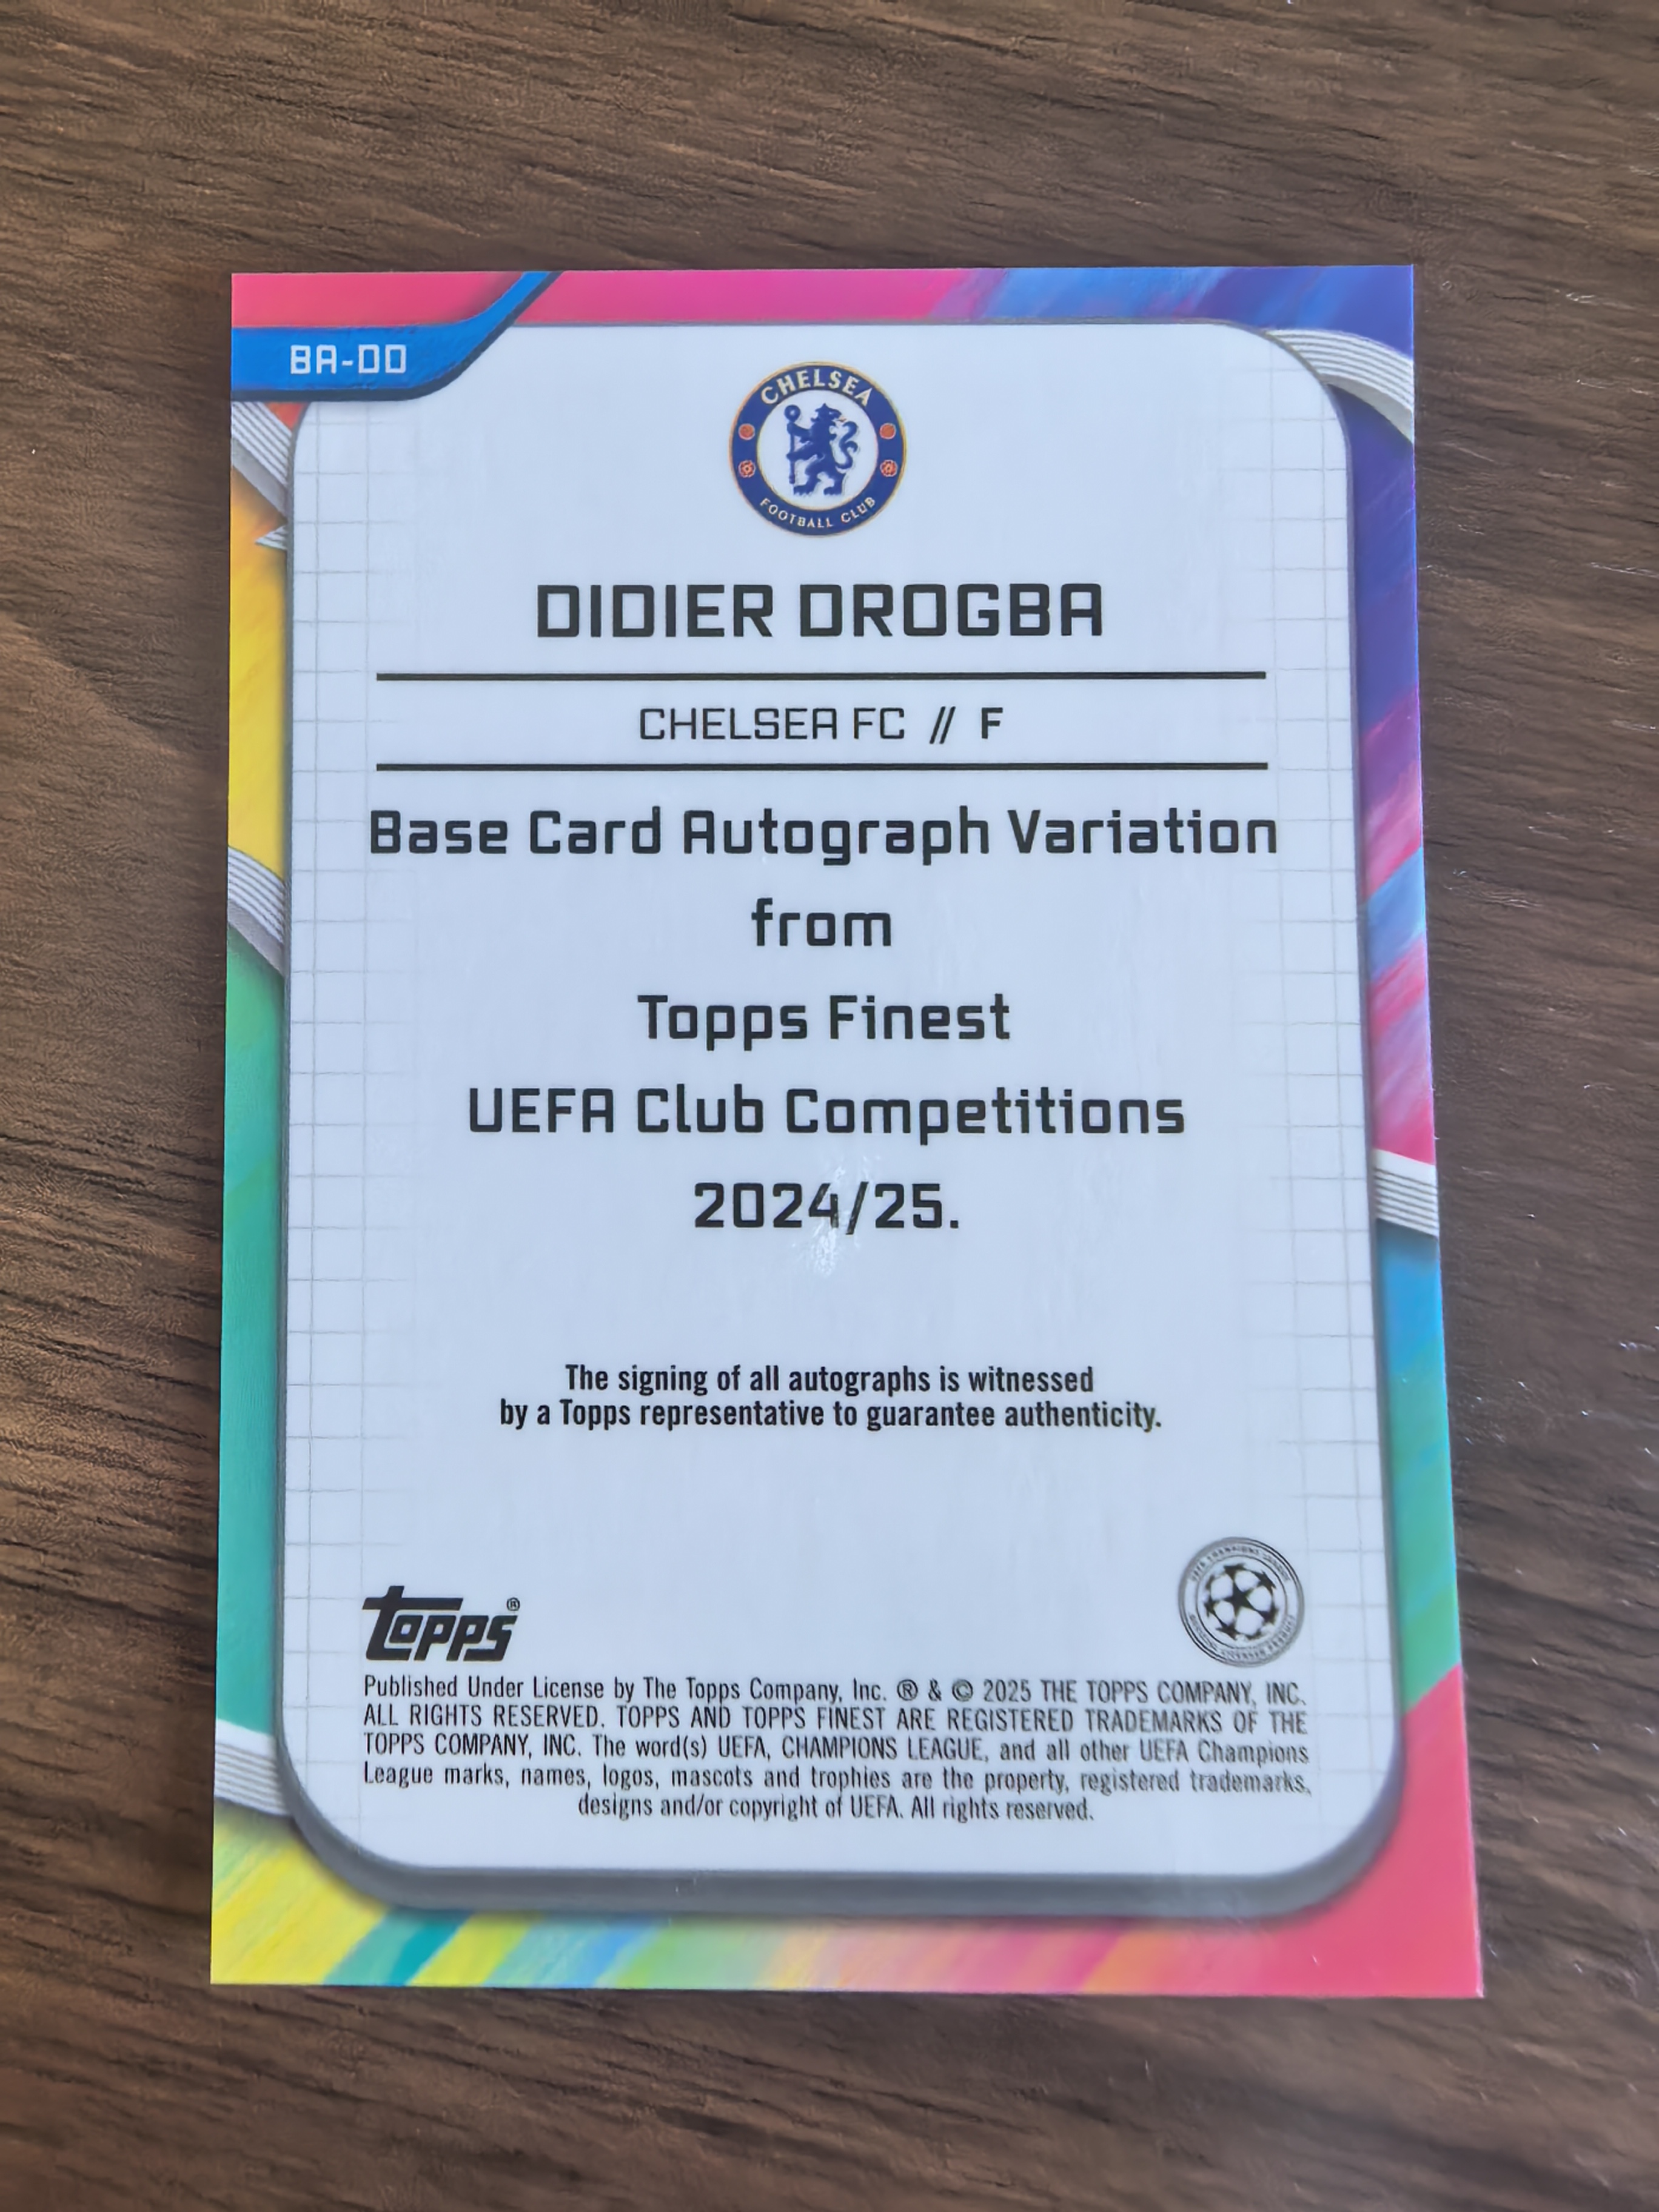 BA-DD
CHELSEA
FOOTBALL CLUB
DIDIER DROGBA
CHELSEA FC // F
Base Card Autograph Variation
from
Topps Finest
UEFA Club Competitions
2024/25.
The signing of all autographs is witnessed
by a Topps representative to guarantee authenticity.
topps®
Published Under License by The Topps Company, Inc. ® & © 2025 THE TOPPS COMPANY, INC.
ALL RIGHTS RESERVED. TOPPS AND TOPPS FINEST ARE REGISTERED TRADEMARKS OF THE
TOPPS COMPANY, INC. The word(s) UEFA, CHAMPIONS LEAGUE, and all other UEFA Champions
League marks, names, logos, mascots and trophies are the property, registered trademarks,
designs and/or copyright of UEFA. All rights reserved.